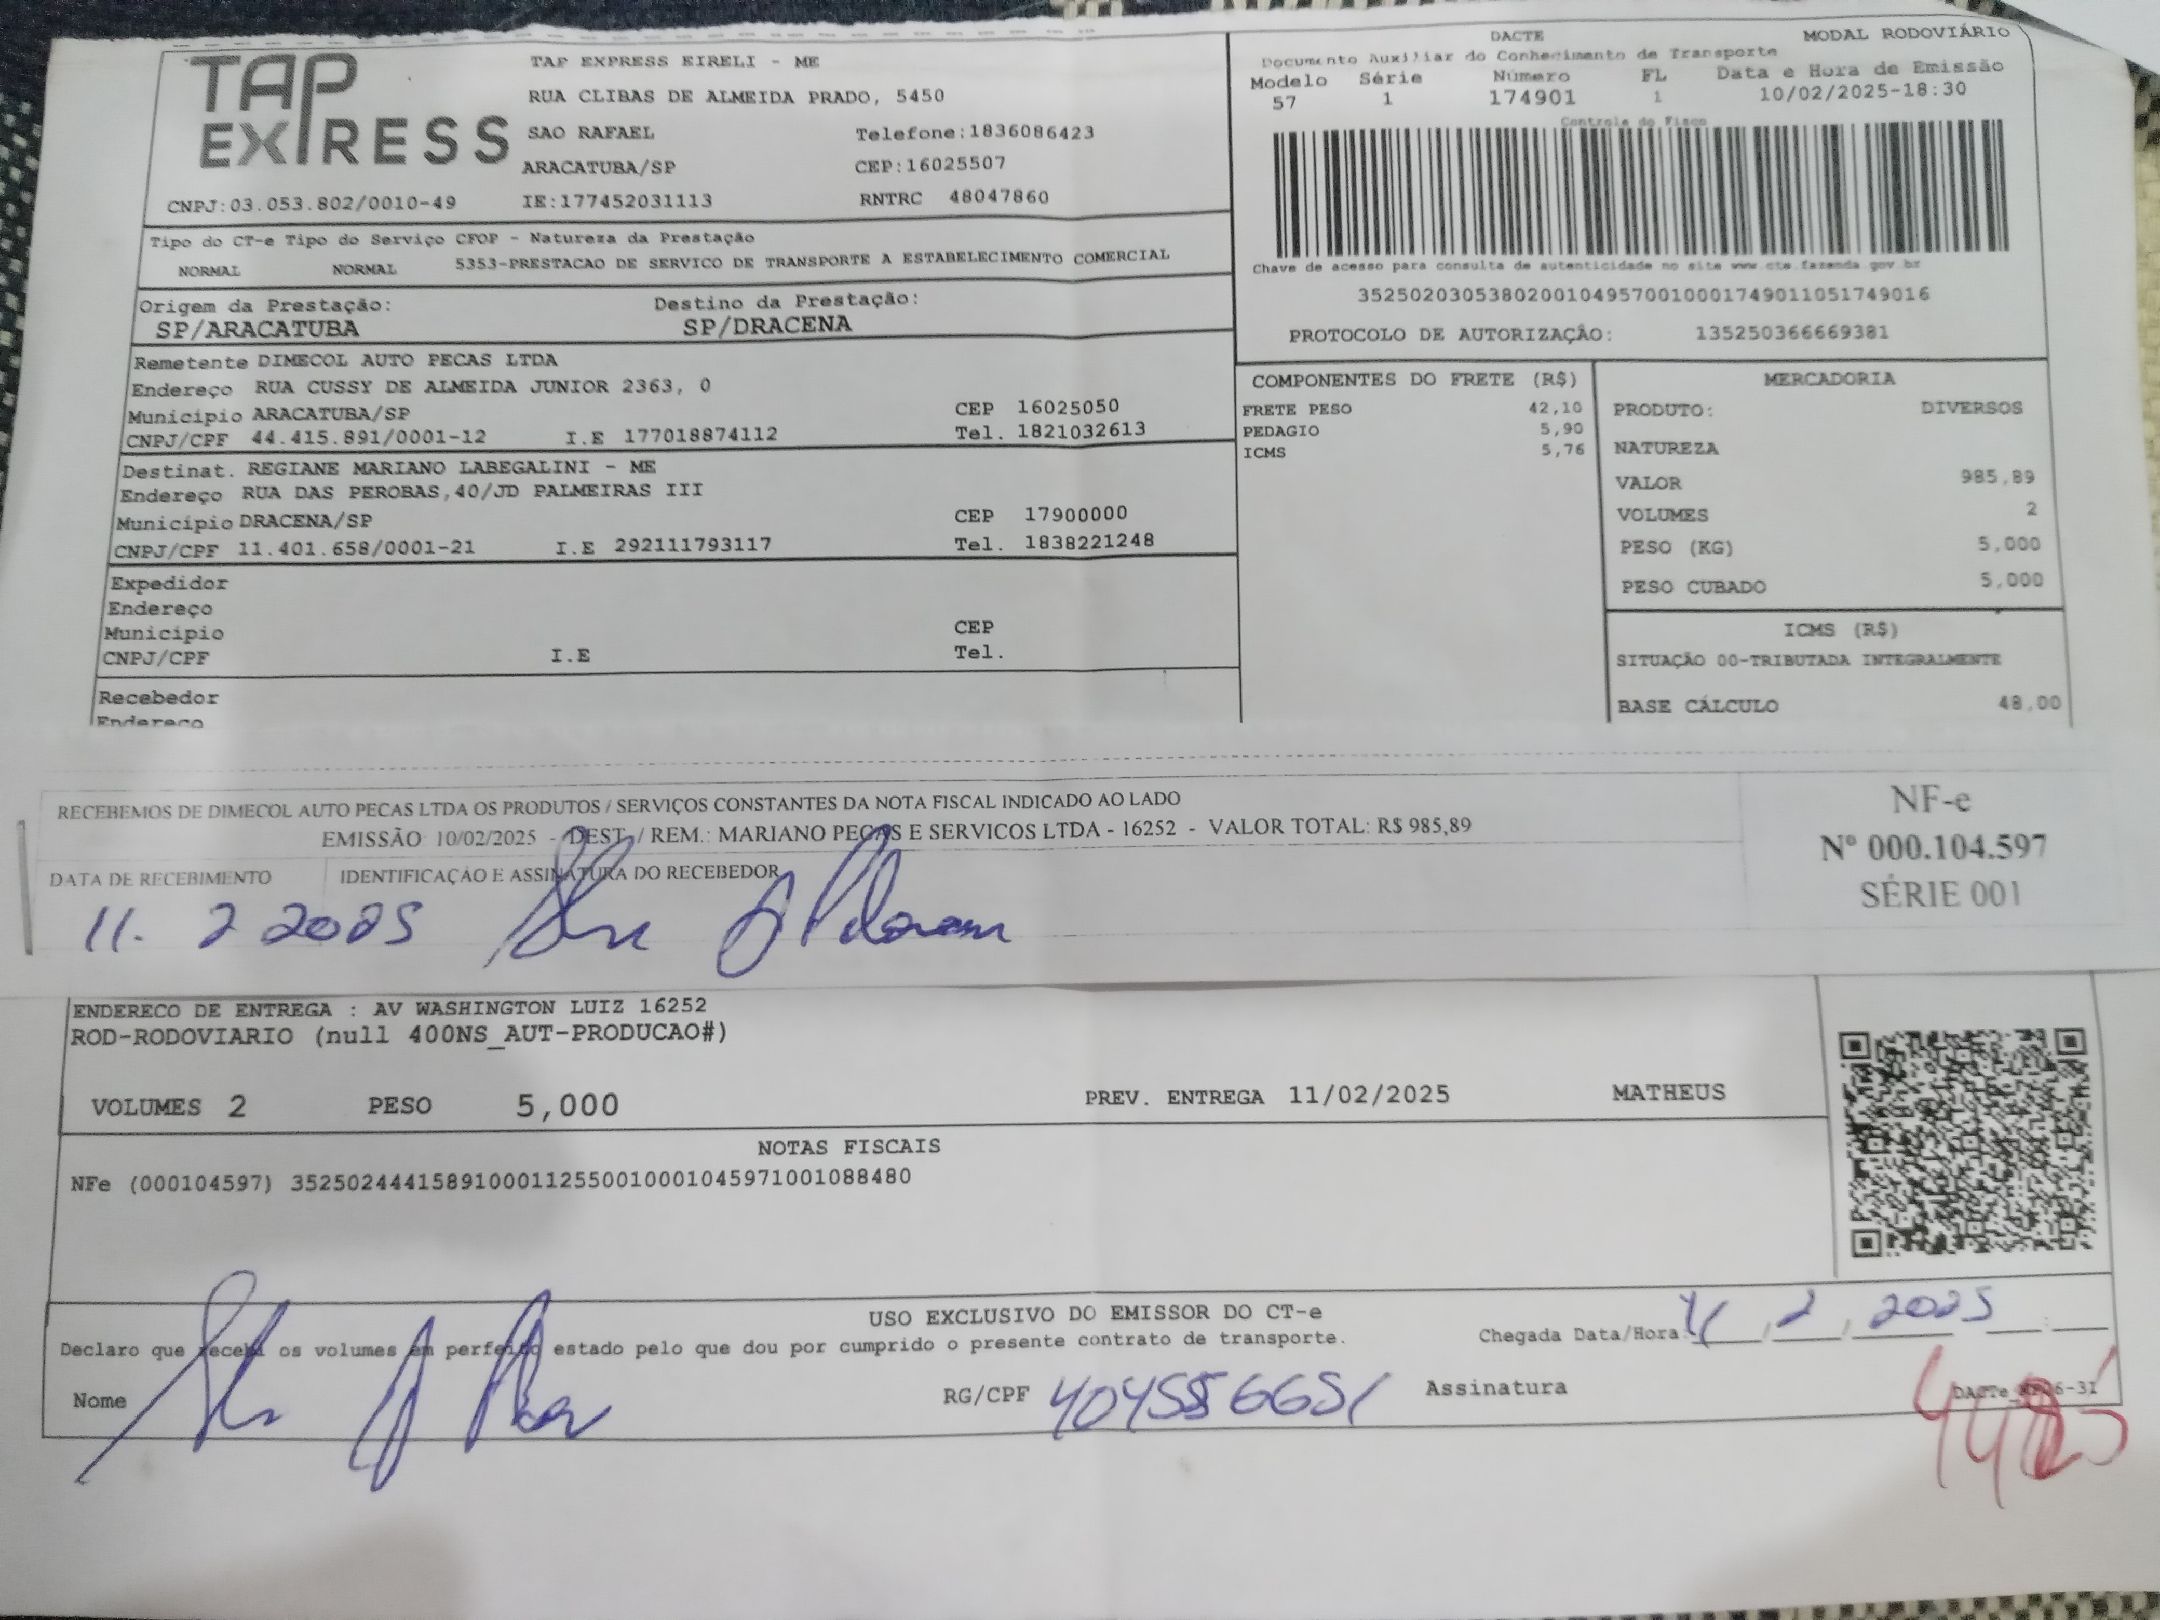 TAP EXPRESS
TAP EXPRESS EIRELI - ME
RUA CLIBAS DE ALMEIDA PRADO, 5450
SAO RAFAEL Telefone:1836086423
ARACATUBA/SP CEP:16025507
CNPJ:03.053.802/0010-49 IE:177452031113 RNTRC 48047860
DACTE MODAL RODOVIÁRIO
Documento Auxiliar do Conhecimento de Transporte
Modelo Série Número FL Data e Hora de Emissão
57 1 174901 1 10/02/2025-18:30
Controle do Fisco
Chave de acesso para consulta de autenticidade no site www.cte.fazenda.gov.br
35250203053802001049570010001749011051749016
PROTOCOLO DE AUTORIZAÇÂO: 135250366669381
Tipo do CT-e Tipo do Serviço CFOP - Natureza da Prestação
NORMAL NORMAL 5353-PRESTACAO DE SERVICO DE TRANSPORTE A ESTABELECIMENTO COMERCIAL
Origem da Prestação: Destino da Prestação:
SP/ARACATUBA SP/DRACENA
Remetente DIMECOL AUTO PECAS LTDA
Endereço RUA CUSSY DE ALMEIDA JUNIOR 2363, 0
Município ARACATUBA/SP CEP 16025050
CNPJ/CPF 44.415.891/0001-12 I.E 177018874112 Tel. 1821032613
Destinat. REGIANE MARIANO LABEGALINI - ME
Endereço RUA DAS PEROBAS,40/JD PALMEIRAS III
Município DRACENA/SP CEP 17900000
CNPJ/CPF 11.401.658/0001-21 I.E 292111793117 Tel. 1838221248
Expedidor
Endereço
Município CEP
CNPJ/CPF I.E Tel.
Recebedor
Endereço
COMPONENTES DO FRETE (R$)
FRETE PESO 42,10
PEDAGIO 5,90
ICMS 5,76
MERCADORIA
PRODUTO: DIVERSOS
NATUREZA
VALOR 985,89
VOLUMES 2
PESO (KG) 5,000
PESO CUBADO 5,000
ICMS (R$)
SITUAÇÃO 00-TRIBUTADA INTEGRALMENTE
BASE CÁLCULO 48,00
RECEBEMOS DE DIMECOL AUTO PECAS LTDA OS PRODUTOS / SERVIÇOS CONSTANTES DA NOTA FISCAL INDICADO AO LADO
EMISSÃO 10/02/2025 - DEST. / REM.: MARIANO PECAS E SERVICOS LTDA - 16252 - VALOR TOTAL: R$ 985,89
DATA DE RECEBIMENTO IDENTIFICAÇÃO E ASSINATURA DO RECEBEDOR
11. 2 2025
NF-e
Nº 000.104.597
SÉRIE 001
ENDERECO DE ENTREGA : AV WASHINGTON LUIZ 16252
ROD-RODOVIARIO (null 400NS_AUT-PRODUCAO#)
VOLUMES 2 PESO 5,000 PREV. ENTREGA 11/02/2025 MATHEUS
NOTAS FISCAIS
NFe (000104597) 35250244415891000112550010001045971001088480
USO EXCLUSIVO DO EMISSOR DO CT-e
Declaro que recebi os volumes em perfeito estado pelo que dou por cumprido o presente contrato de transporte.
Chegada Data/Hora: 11, 2, 2025
Nome RG/CPF Assinatura